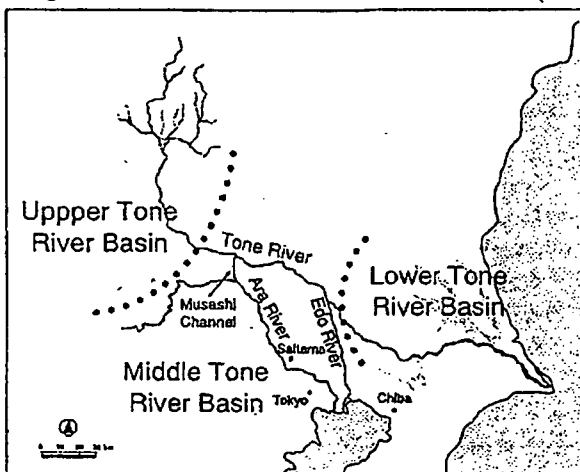 Uppper Tone
River Basin
Tone River
Lower Tone
River Basin
Musashi
Channel
Ara River
Edo River
Saitama
Middle Tone
River Basin
Tokyo
Chiba